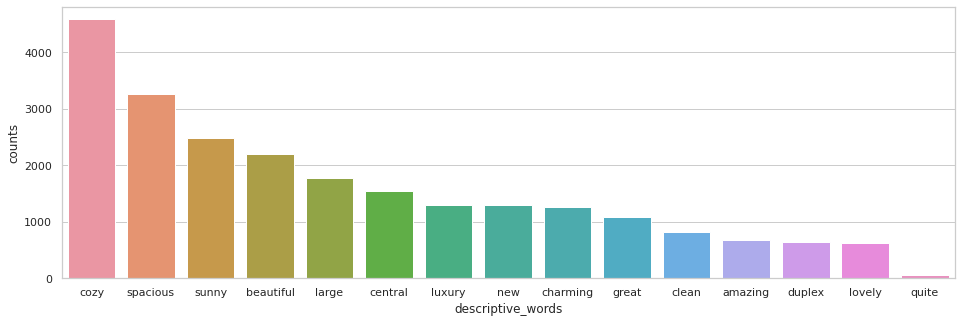 counts
4000
3000
2000
1000
0
cozy spacious sunny beautiful large central luxury new charming great clean amazing duplex lovely quite
descriptive_words